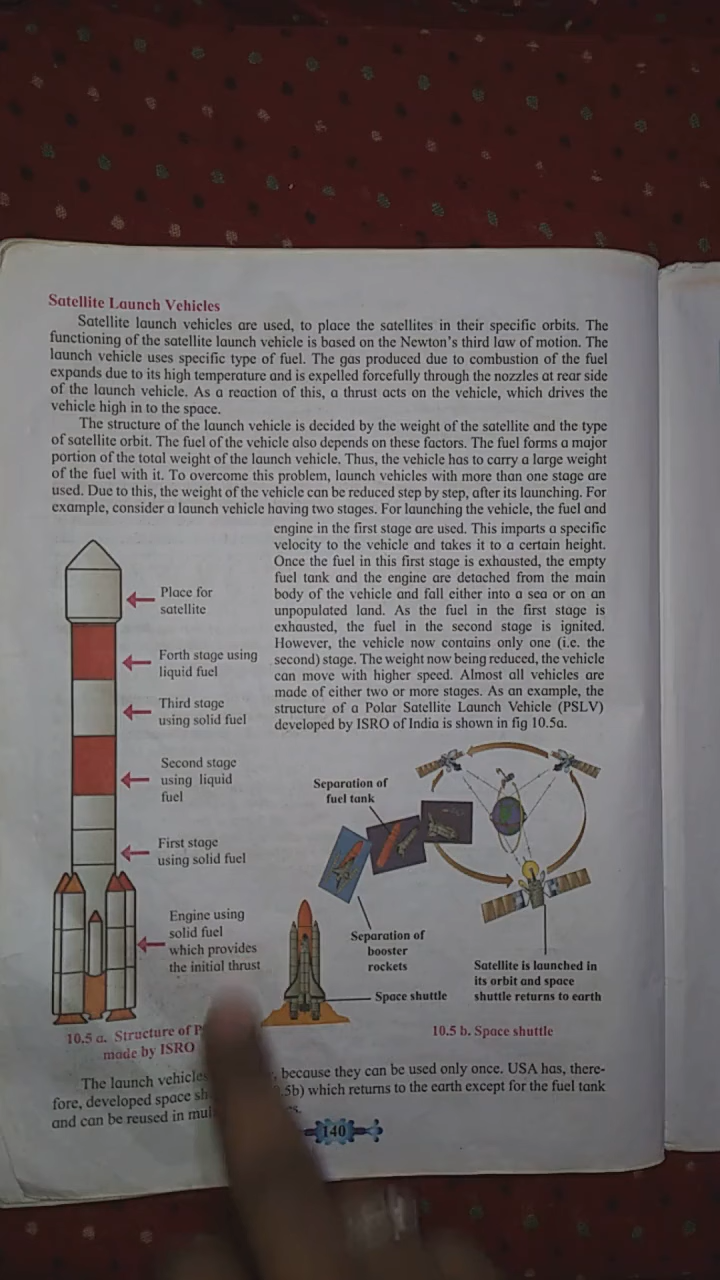 Satellite Launch Vehicles
Satellite launch vehicles are used, to place the satellites in their specific orbits. The
functioning of the satellite launch vehicle is based on the Newton's third law of motion. The
launch vehicle uses specific type of fuel. The gas produced due to combustion of the fuel
expands due to its high temperature and is expelled forcefully through the nozzles at rear side
of the launch vehicle. As a reaction of this, a thrust acts on the vehicle, which drives the
vehicle high in to the space.
The structure of the launch vehicle is decided by the weight of the satellite and the type
of satellite orbit. The fuel of the vehicle also depends on these factors. The fuel forms a major
portion of the total weight of the launch vehicle. Thus, the vehicle has to carry a large weight
of the fuel with it. To overcome this problem, launch vehicles with more than one stage are
used. Due to this, the weight of the vehicle can be reduced step by step, after its launching. For
example, consider a launch vehicle having two stages. For launching the vehicle, the fuel and
engine in the first stage are used. This imparts a specific
velocity to the vehicle and takes it to a certain height.
Once the fuel in this first stage is exhausted, the empty
fuel tank and the engine are detached from the main
body of the vehicle and fall either into a sea or on an
unpopulated land. As the fuel in the first stage is
exhausted, the fuel in the second stage is ignited.
However, the vehicle now contains only one (i.e. the
second) stage. The weight now being reduced, the vehicle
can move with higher speed. Almost all vehicles are
made of either two or more stages. As an example, the
structure of a Polar Satellite Launch Vehicle (PSLV)
developed by ISRO of India is shown in fig 10.5a.
Place for
satellite
Forth stage using
liquid fuel
Third stage
using solid fuel
Second stage
using liquid
fuel
First stage
using solid fuel
Engine using
solid fuel
which provides
the initial thrust
10.5 a. Structure of
made by ISRO
Separation of
fuel tank
Separation of
booster
rockets
Space shuttle
Satellite is launched in
its orbit and space
shuttle returns to earth
10.5 b. Space shuttle
The launch vehicles because they can be used only once. USA has, there-
fore, developed space .5b) which returns to the earth except for the fuel tank
and can be reused in
140